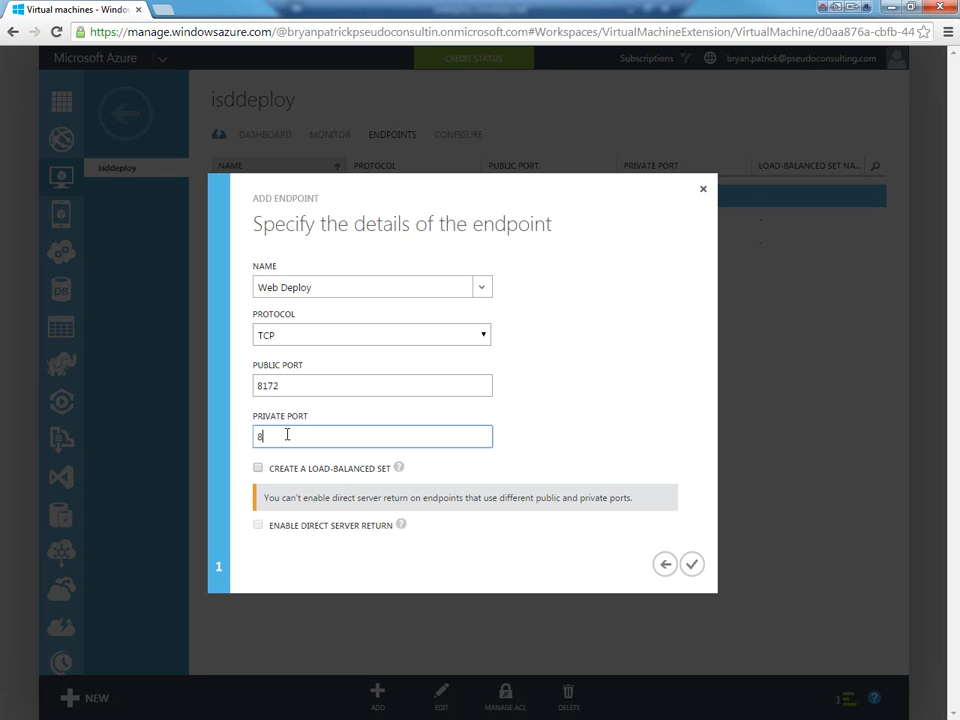 Virtual machines - Windo
https://manage.windowsazure.com/@bryanpatrickpseudoconsultin.onmicrosoft.com#Workspaces/VirtualMachineExtension/VirtualMachine/d0aa876a-cbfb-44
Microsoft Azure
CREDIT STATUS
Subscriptions
bryan.patrick@pseudoconsulting.com
isddeploy
isddeploy
DASHBOARD MONITOR ENDPOINTS CONFIGURE
NAME PROTOCOL PUBLIC PORT PRIVATE PORT LOAD-BALANCED SET NA...
ADD ENDPOINT
Specify the details of the endpoint
NAME
Web Deploy
PROTOCOL
TCP
PUBLIC PORT
8172
PRIVATE PORT
8
CREATE A LOAD-BALANCED SET ?
You can't enable direct server return on endpoints that use different public and private ports.
ENABLE DIRECT SERVER RETURN ?
1
DB
NEW
ADD EDIT MANAGE ACL DELETE
1 ?